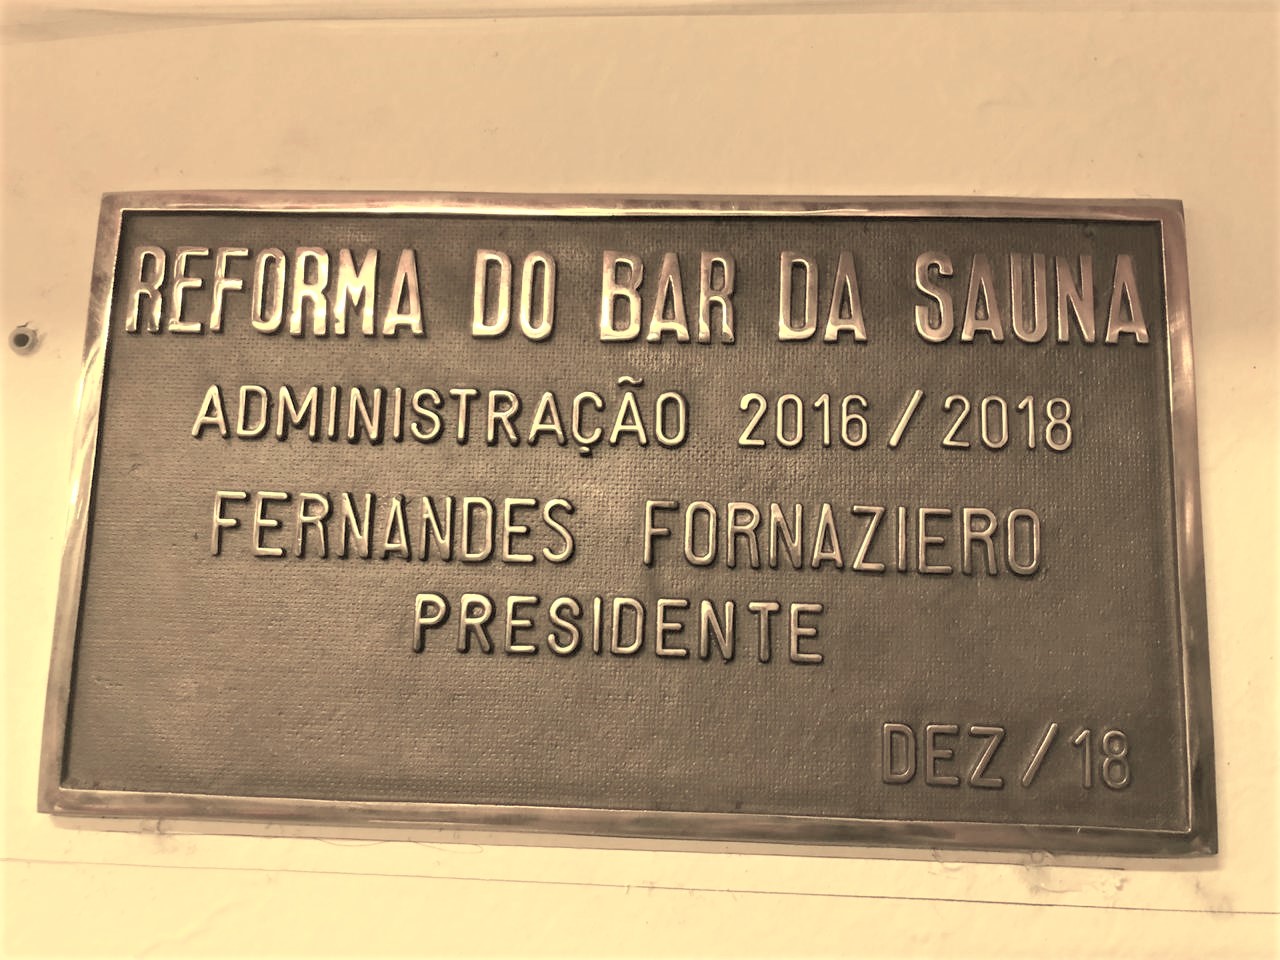 REFORMA DO BAR DA SAUNA
ADMINISTRAÇÃO 2016 / 2018
FERNANDES FORNAZIERO
PRESIDENTE
DEZ / 18